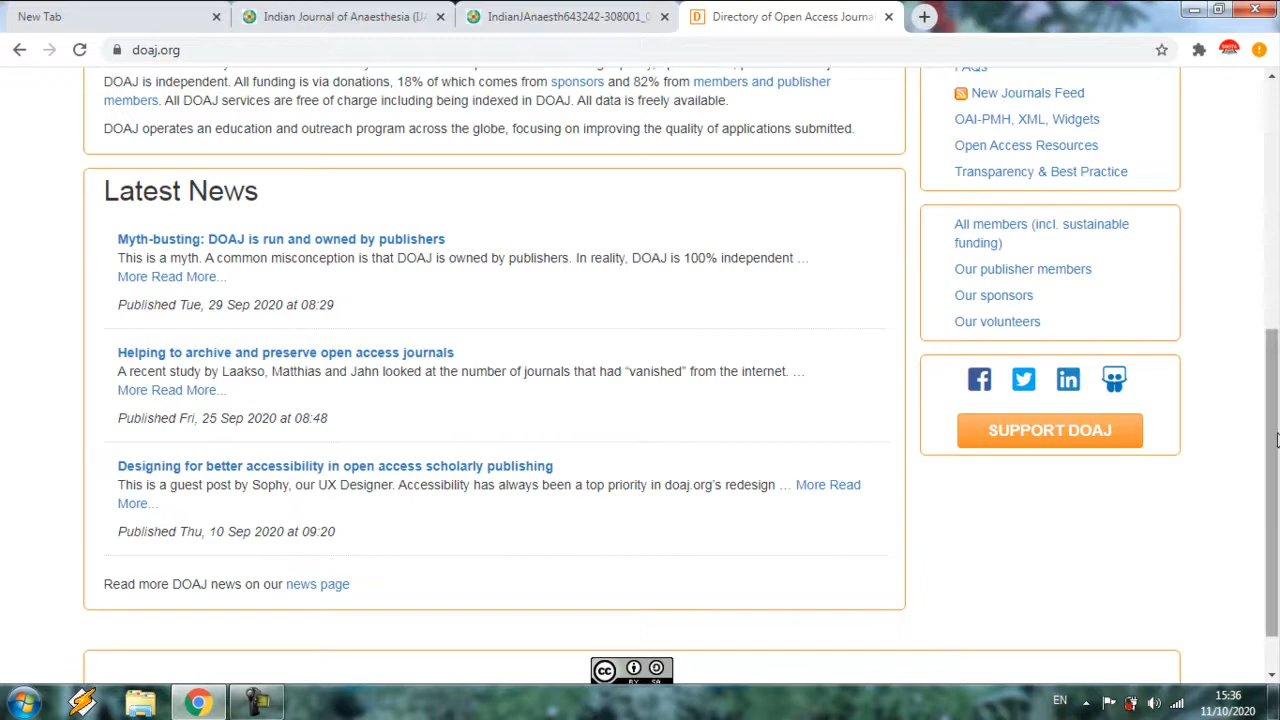 New Tab
Indian Journal of Anaesthesia (IJA
IndianJAnaesth643242-308001_0
Directory of Open Access Journa
doaj.org
DOAJ is independent. All funding is via donations, 18% of which comes from sponsors and 82% from members and publisher
members. All DOAJ services are free of charge including being indexed in DOAJ. All data is freely available.
DOAJ operates an education and outreach program across the globe, focusing on improving the quality of applications submitted.
Latest News
Myth-busting: DOAJ is run and owned by publishers
This is a myth. A common misconception is that DOAJ is owned by publishers. In reality, DOAJ is 100% independent …
More Read More...
Published Tue, 29 Sep 2020 at 08:29
Helping to archive and preserve open access journals
A recent study by Laakso, Matthias and Jahn looked at the number of journals that had “vanished” from the internet. …
More Read More...
Published Fri, 25 Sep 2020 at 08:48
Designing for better accessibility in open access scholarly publishing
This is a guest post by Sophy, our UX Designer. Accessibility has always been a top priority in doaj.org’s redesign … More Read
More...
Published Thu, 10 Sep 2020 at 09:20
Read more DOAJ news on our news page
FAQs
New Journals Feed
OAI-PMH, XML, Widgets
Open Access Resources
Transparency & Best Practice
All members (incl. sustainable
funding)
Our publisher members
Our sponsors
Our volunteers
SUPPORT DOAJ
cc
BY SA
EN
15:36
11/10/2020